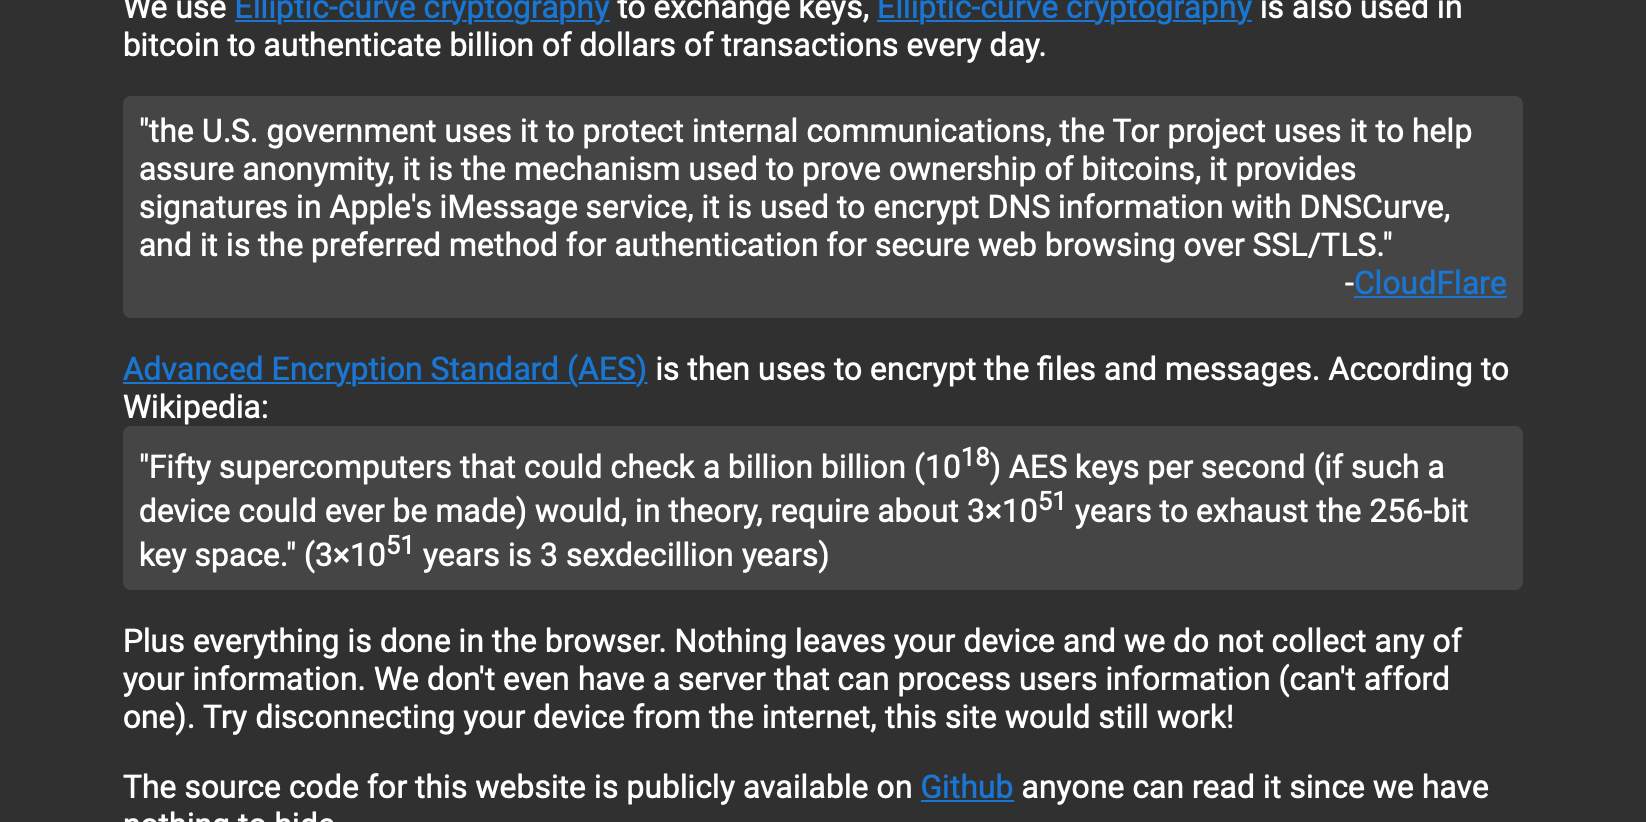 We use Elliptic-curve cryptography to exchange keys, Elliptic-curve cryptography is also used in
bitcoin to authenticate billion of dollars of transactions every day.
"the U.S. government uses it to protect internal communications, the Tor project uses it to help
assure anonymity, it is the mechanism used to prove ownership of bitcoins, it provides
signatures in Apple's iMessage service, it is used to encrypt DNS information with DNSCurve,
and it is the preferred method for authentication for secure web browsing over SSL/TLS."
-CloudFlare
Advanced Encryption Standard (AES) is then uses to encrypt the files and messages. According to
Wikipedia:
"Fifty supercomputers that could check a billion billion (10¹⁸) AES keys per second (if such a
device could ever be made) would, in theory, require about 3×10⁵¹ years to exhaust the 256-bit
key space." (3×10⁵¹ years is 3 sexdecillion years)
Plus everything is done in the browser. Nothing leaves your device and we do not collect any of
your information. We don't even have a server that can process users information (can't afford
one). Try disconnecting your device from the internet, this site would still work!
The source code for this website is publicly available on Github anyone can read it since we have
nothing to hide